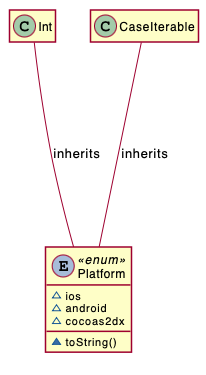 C Int
C CaseIterable
inherits
inherits
E «enum»
Platform
ios
android
cocoas2dx
toString()